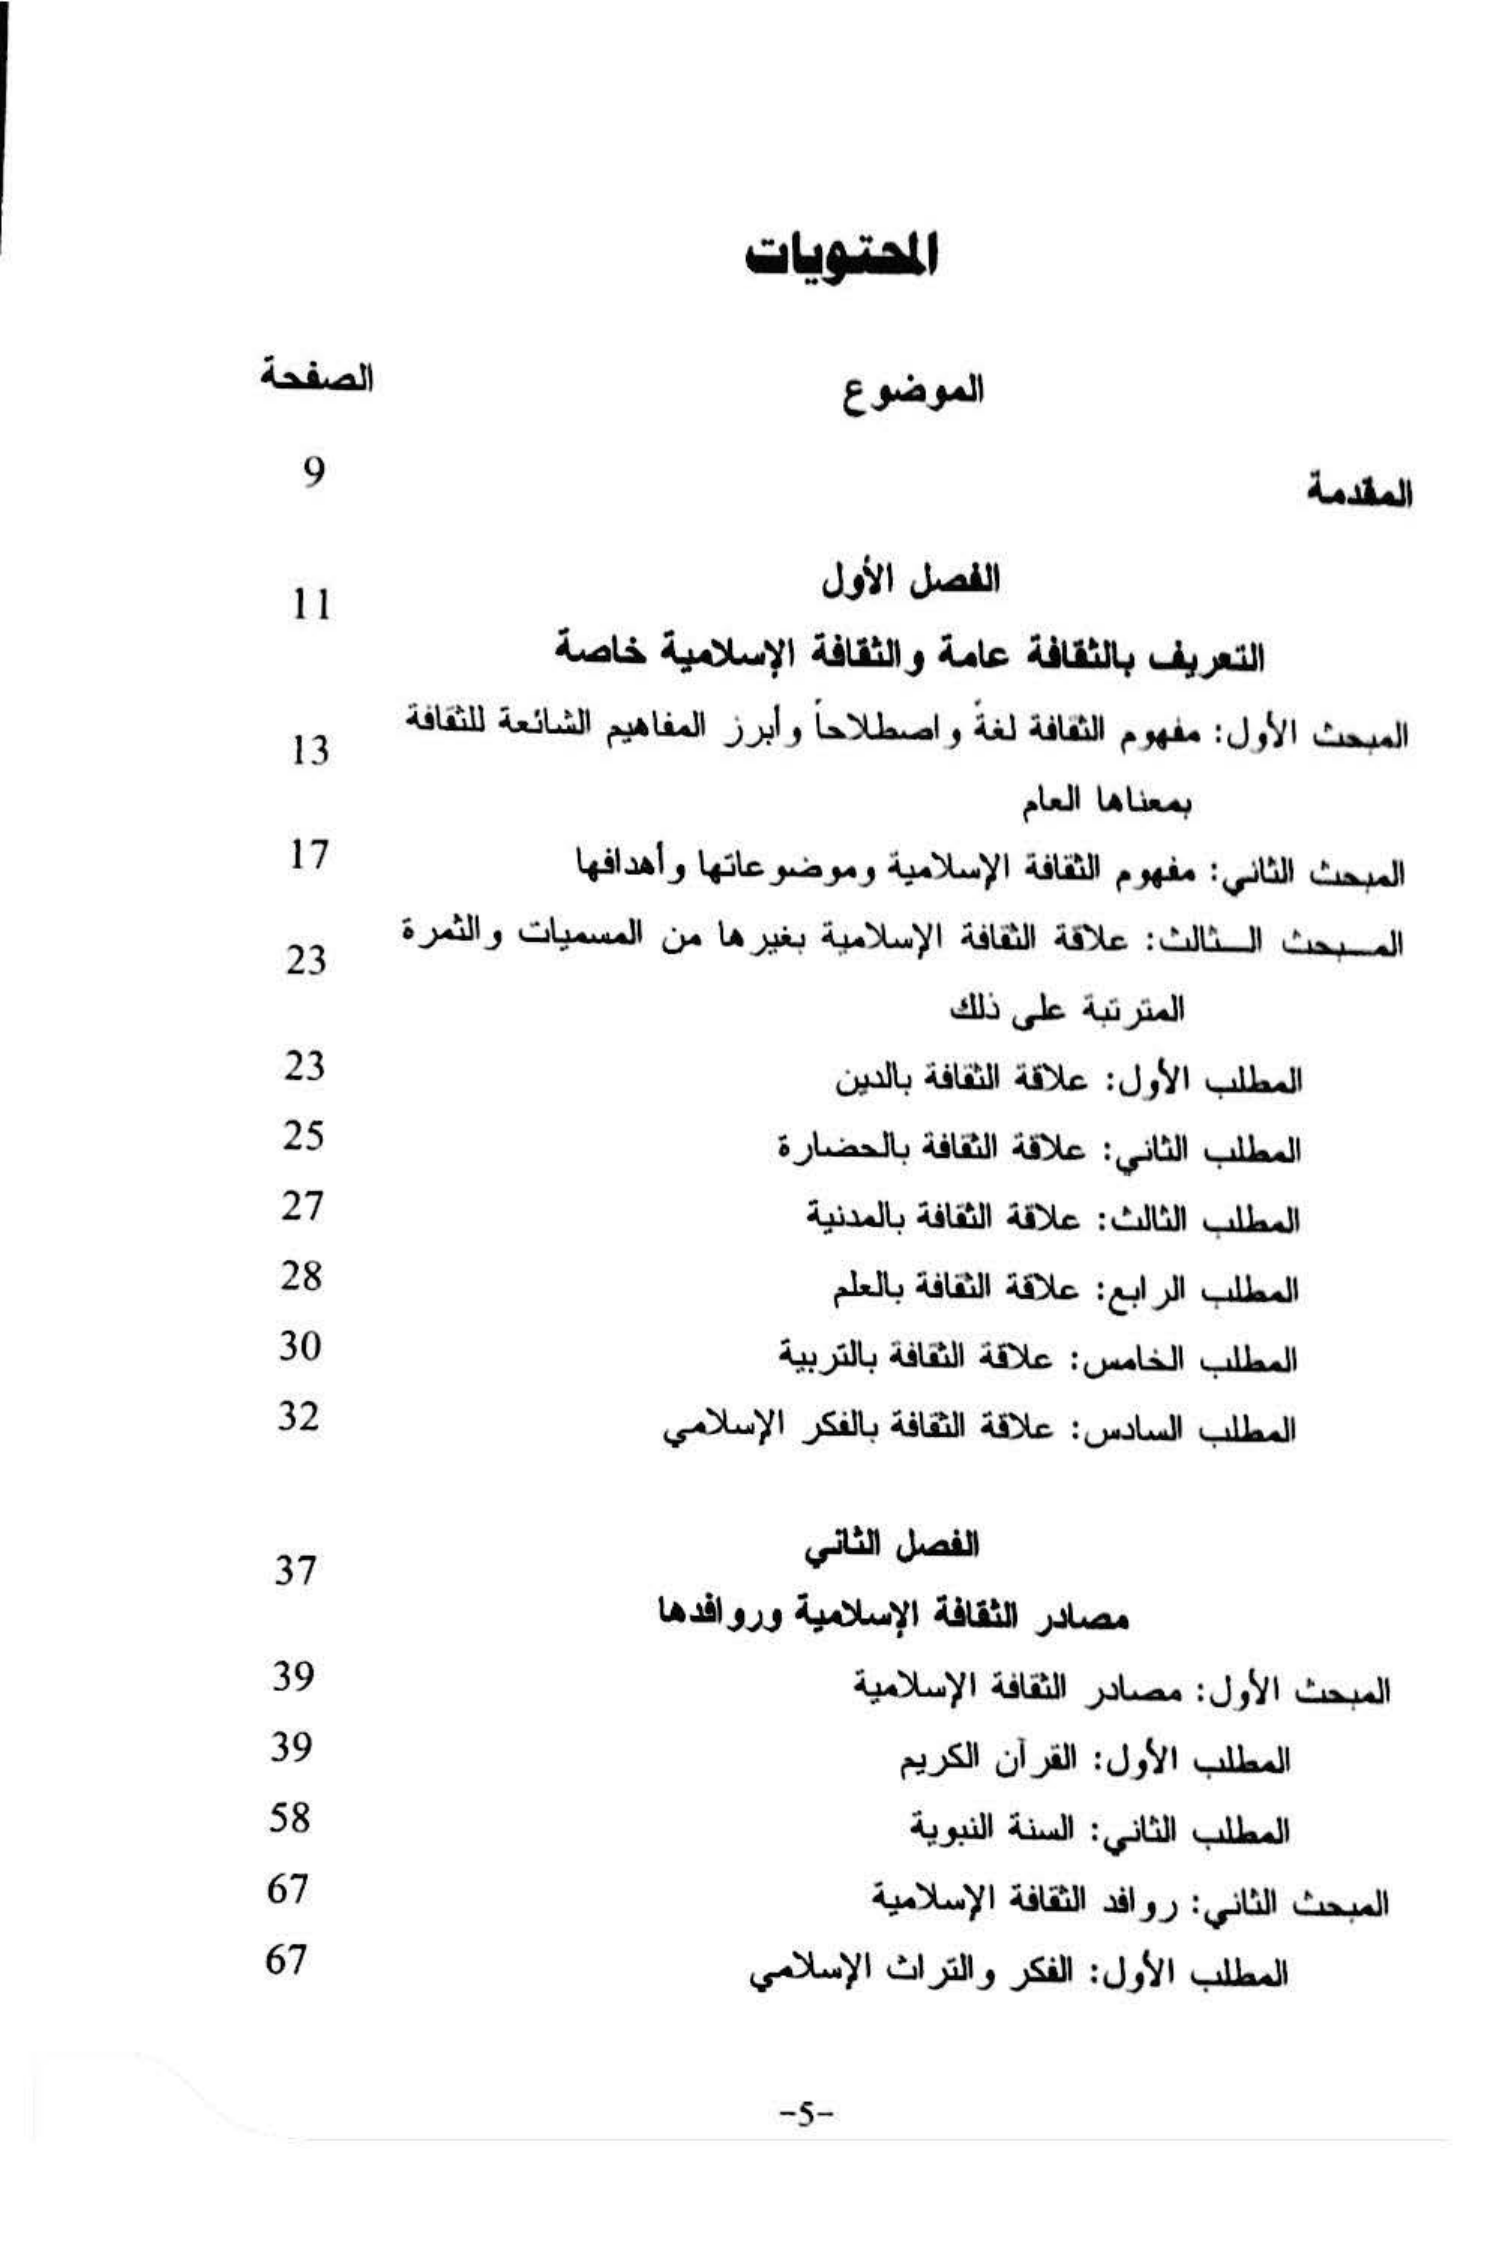 المحتويات
الموضوع الصفحة
المقدمة 9
الفصل الأول 11
التعريف بالثقافة عامة والثقافة الإسلامية خاصة
المبحث الأول: مفهوم الثقافة لغةً واصطلاحاً وأبرز المفاهيم الشائعة للثقافة 13
بمعناها العام
المبحث الثاني: مفهوم الثقافة الإسلامية وموضوعاتها وأهدافها 17
المـبحث الـثالث: علاقة الثقافة الإسلامية بغيرها من المسميات والثمرة 23
المترتبة على ذلك
المطلب الأول: علاقة الثقافة بالدين 23
المطلب الثاني: علاقة الثقافة بالحضارة 25
المطلب الثالث: علاقة الثقافة بالمدنية 27
المطلب الرابع: علاقة الثقافة بالعلم 28
المطلب الخامس: علاقة الثقافة بالتربية 30
المطلب السادس: علاقة الثقافة بالفكر الإسلامي 32
الفصل الثاني 37
مصادر الثقافة الإسلامية وروافدها
المبحث الأول: مصادر الثقافة الإسلامية 39
المطلب الأول: القرآن الكريم 39
المطلب الثاني: السنة النبوية 58
المبحث الثاني: روافد الثقافة الإسلامية 67
المطلب الأول: الفكر والتراث الإسلامي 67
-5-